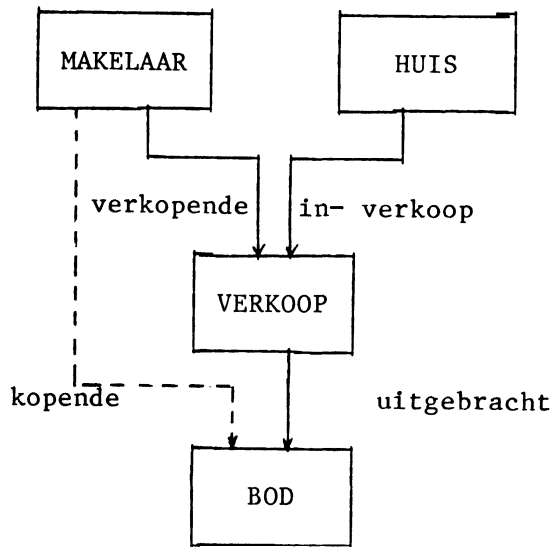 MAKELAAR HUIS
verkopende in- verkoop
VERKOOP
kopende uitgebracht
BOD